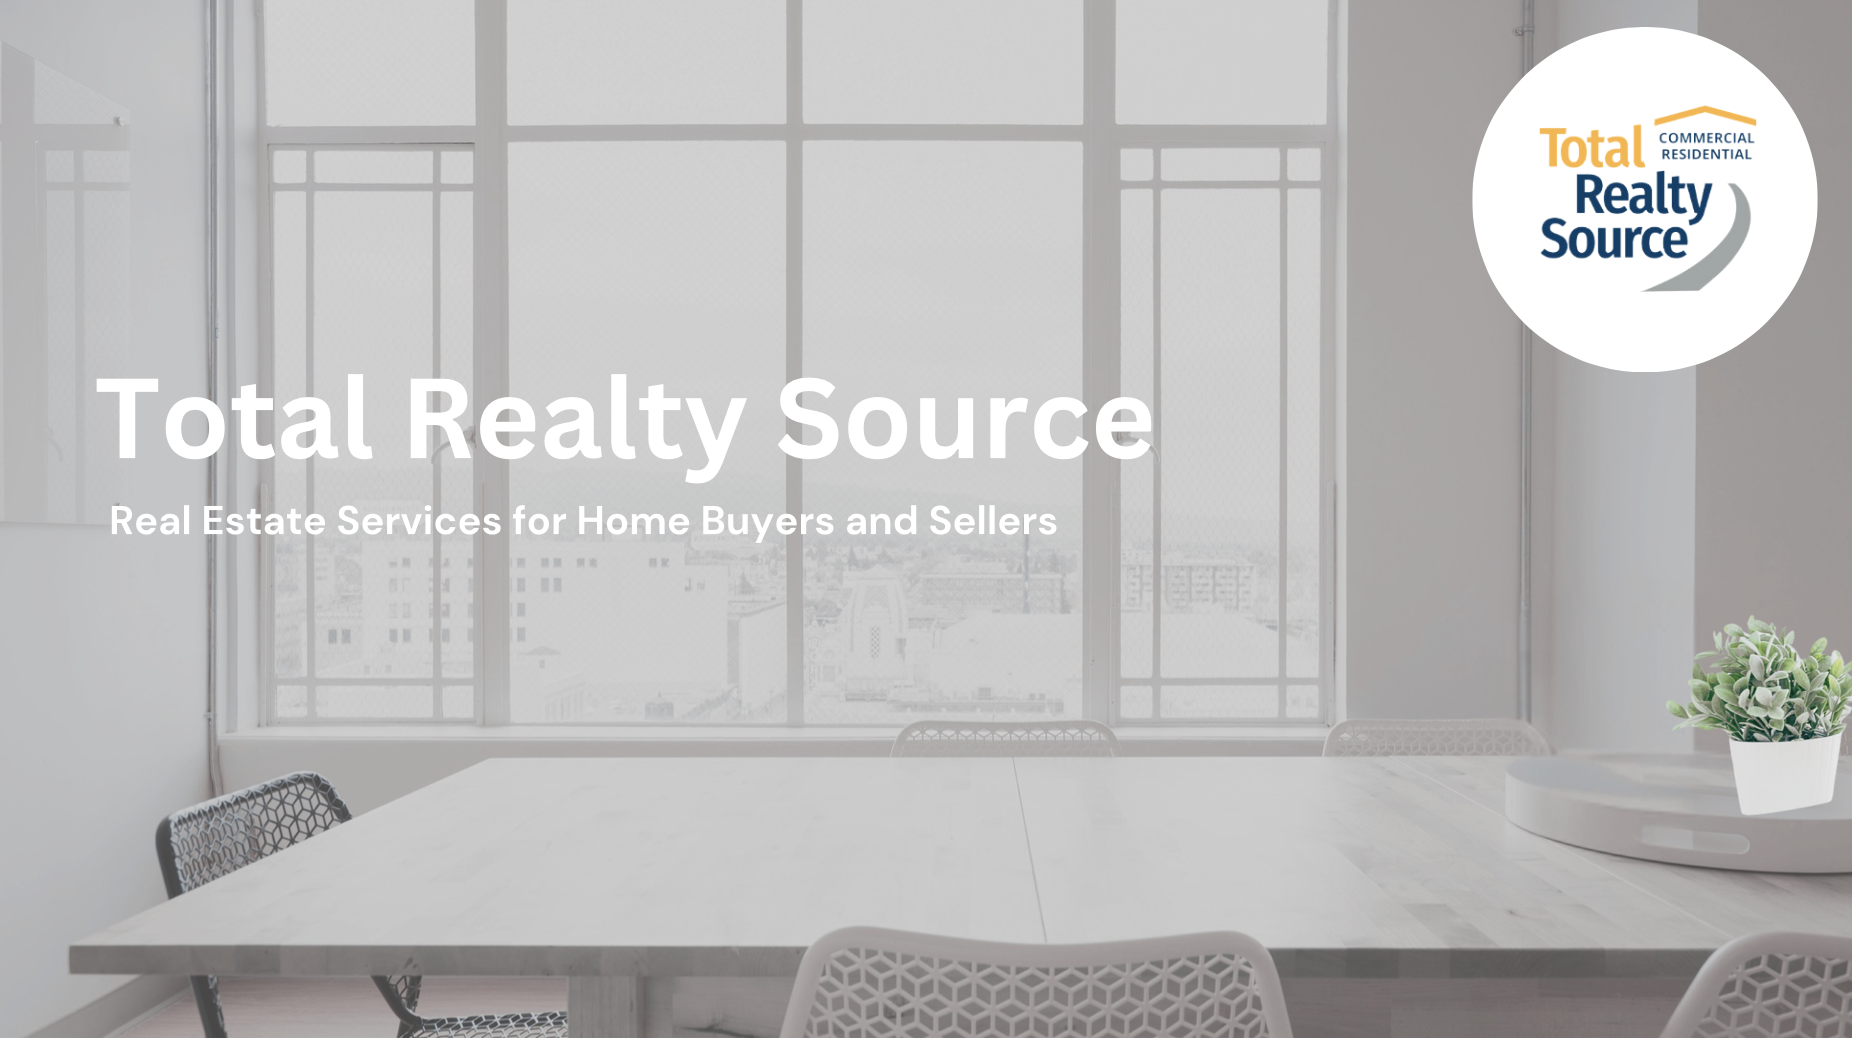 Total COMMERCIAL
RESIDENTIAL
Realty
Source
Total Realty Source
Real Estate Services for Home Buyers and Sellers